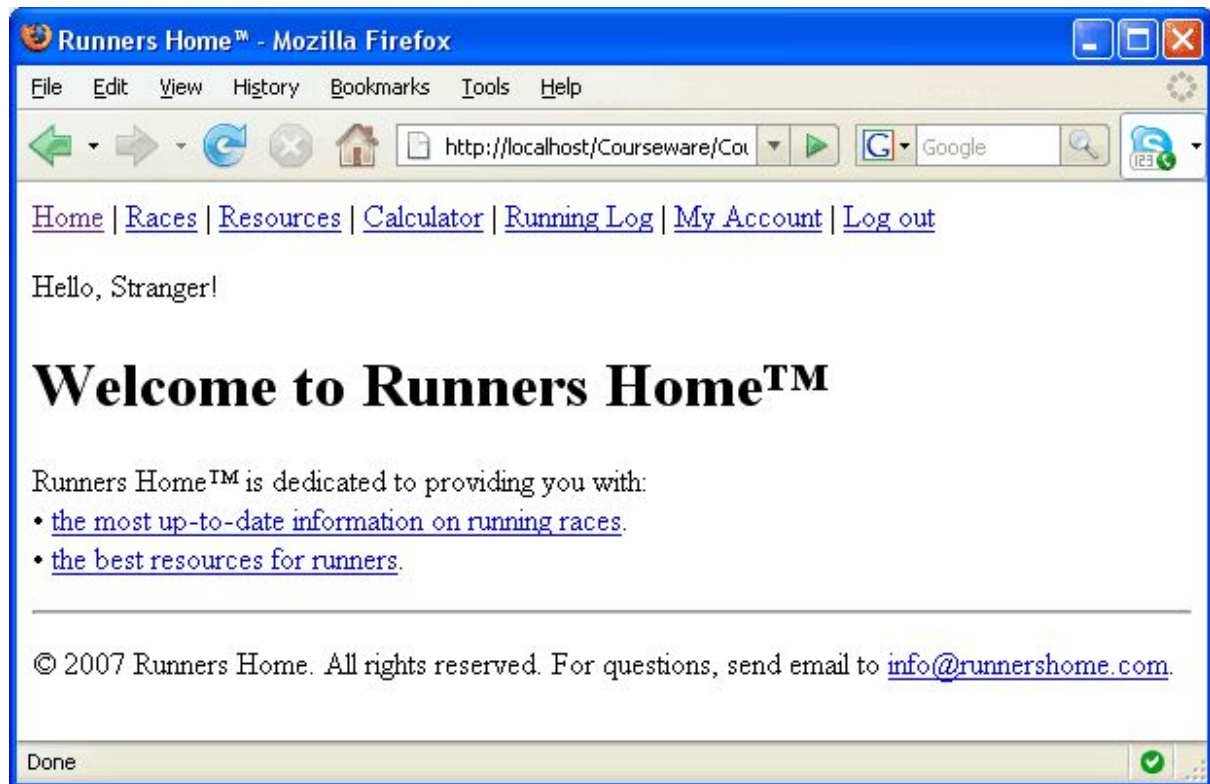 Runners Home™ - Mozilla Firefox
File Edit View History Bookmarks Tools Help
http://localhost/Courseware/Cou G Google 123
Home | Races | Resources | Calculator | Running Log | My Account | Log out
Hello, Stranger!
Welcome to Runners Home™
Runners Home™ is dedicated to providing you with:
• the most up-to-date information on running races.
• the best resources for runners.
© 2007 Runners Home. All rights reserved. For questions, send email to info@runnershome.com.
Done